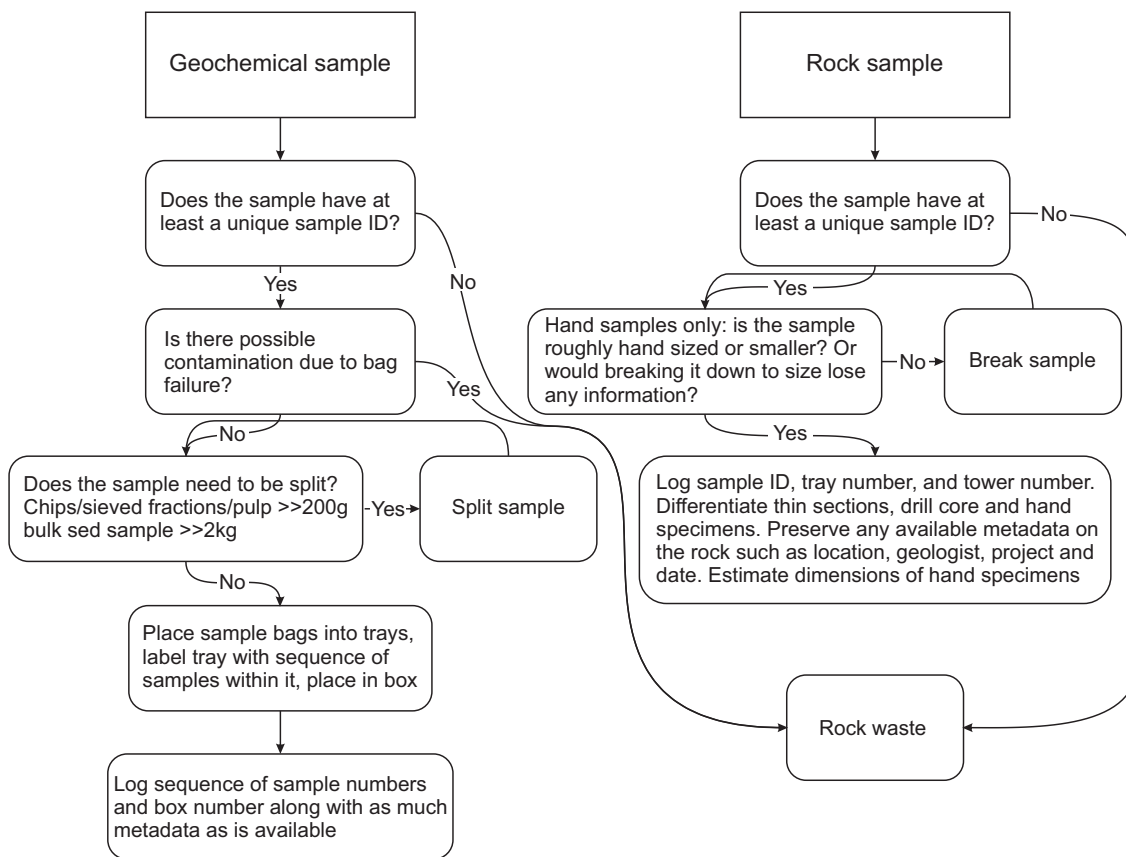 Geochemical sample
Does the sample have at
least a unique sample ID?
Yes
No
Is there possible
contamination due to bag
failure?
Yes
No
Does the sample need to be split?
Chips/sieved fractions/pulp >>200g
bulk sed sample >>2kg
Yes
Split sample
No
Place sample bags into trays,
label tray with sequence of
samples within it, place in box
Log sequence of sample numbers
and box number along with as much
metadata as is available
Rock sample
Does the sample have at
least a unique sample ID?
No
Yes
Hand samples only: is the sample
roughly hand sized or smaller? Or
would breaking it down to size lose
any information?
No
Break sample
Yes
Log sample ID, tray number, and tower number.
Differentiate thin sections, drill core and hand
specimens. Preserve any available metadata on
the rock such as location, geologist, project and
date. Estimate dimensions of hand specimens
Rock waste